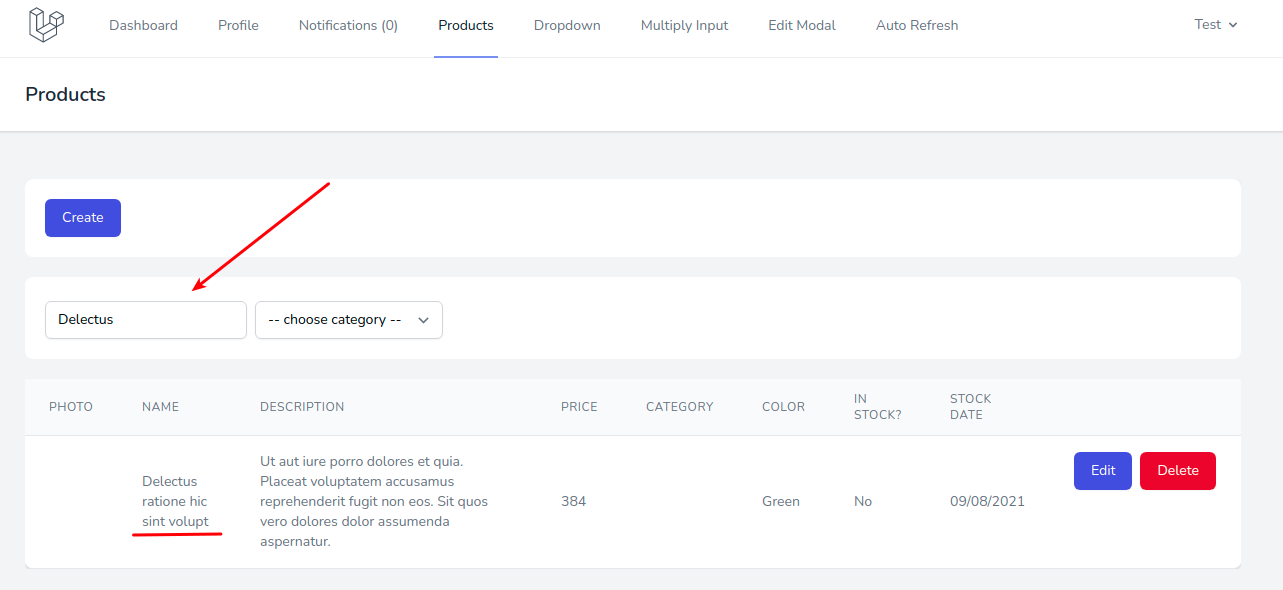 Dashboard Profile Notifications (0) Products Dropdown Multiply Input Edit Modal Auto Refresh Test
Products
Create
Delectus -- choose category --
PHOTO NAME DESCRIPTION PRICE CATEGORY COLOR IN STOCK? STOCK DATE
Delectus
ratione hic
sint volupt
Ut aut iure porro dolores et quia.
Placeat voluptatem accusamus
reprehenderit fugit non eos. Sit quos
vero dolores dolor assumenda
aspernatur.
384 Green No 09/08/2021 Edit Delete